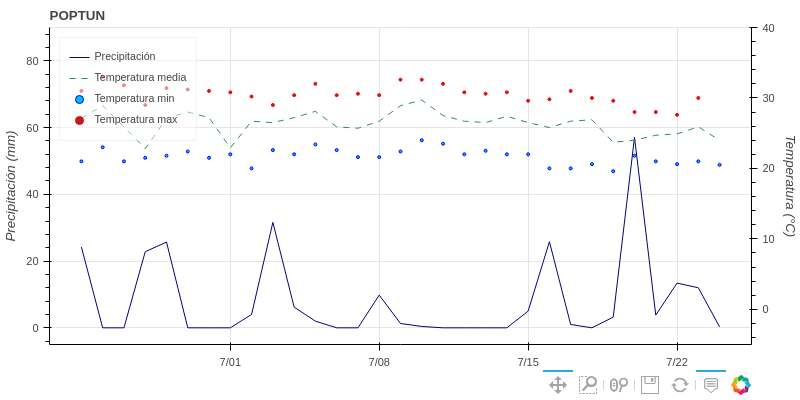 POPTUN
Precipitación
Temperatura media
Temperatura min
Temperatura max
Precipitación (mm)
80
60
40
20
0
Temperatura (°C)
40
30
20
10
0
7/01
7/08
7/15
7/22